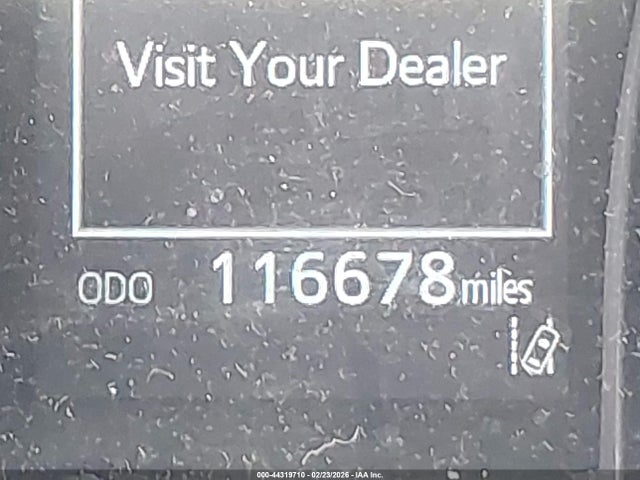 Visit Your Dealer
ODO 116678 miles
000-44319710 - 02/23/2026 - IAA Inc.